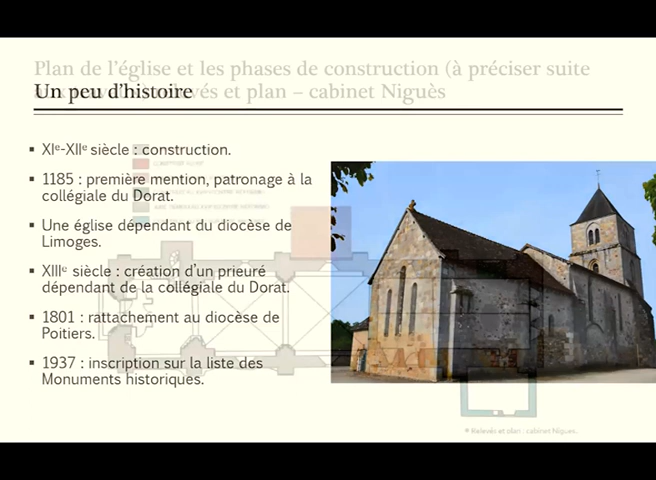 Plan de l'église et les phases de construction (à préciser suite
Un peu d'histoire
relevés et plan – cabinet Niguès
▪ XIe-XIIe siècle : construction.
▪ 1185 : première mention, patronage à la
collégiale du Dorat.
▪ Une église dépendant du diocèse de
Limoges.
▪ XIIIe siècle : création d'un prieuré
dépendant de la collégiale du Dorat.
▪ 1801 : rattachement au diocèse de
Poitiers.
▪ 1937 : inscription sur la liste des
Monuments historiques.
Relevés et plan : cabinet Niguès.